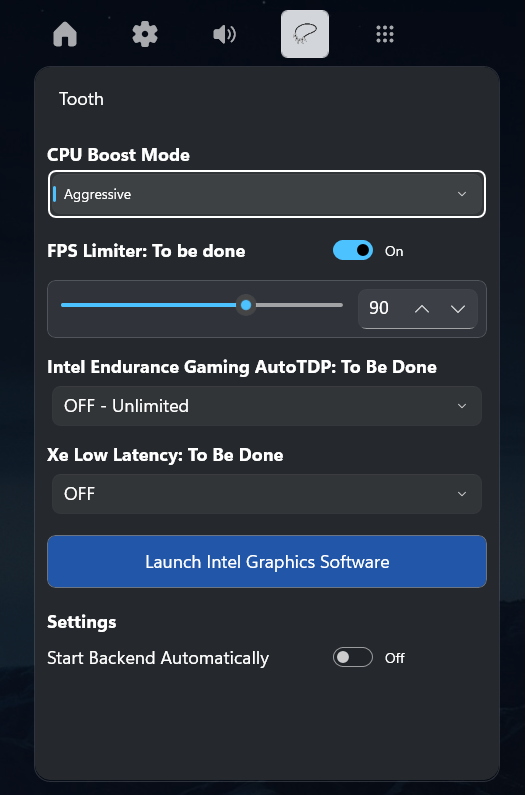 Tooth
CPU Boost Mode
Aggressive
FPS Limiter: To be done
On
90
Intel Endurance Gaming AutoTDP: To Be Done
OFF - Unlimited
Xe Low Latency: To Be Done
OFF
Launch Intel Graphics Software
Settings
Start Backend Automatically
Off